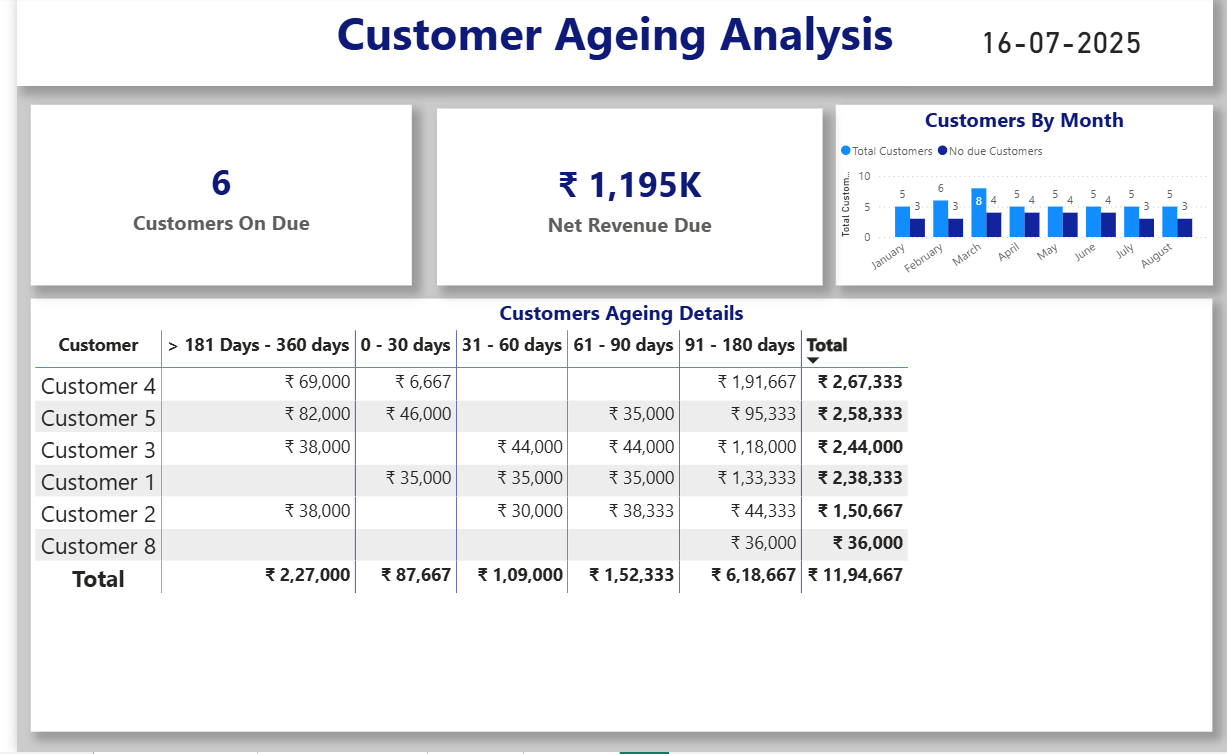 Customer Ageing Analysis 16-07-2025
6
Customers On Due
₹ 1,195K
Net Revenue Due
Customers By Month
Total Customers No due Customers
Total Custom...
10
5
0
5 3 6 3 8 4 5 4 5 4 5 4 5 3 5 3
January February March April May June July August
Customers Ageing Details
Customer > 181 Days - 360 days 0 - 30 days 31 - 60 days 61 - 90 days 91 - 180 days Total
Customer 4 ₹ 69,000 ₹ 6,667 ₹ 1,91,667 ₹ 2,67,333
Customer 5 ₹ 82,000 ₹ 46,000 ₹ 35,000 ₹ 95,333 ₹ 2,58,333
Customer 3 ₹ 38,000 ₹ 44,000 ₹ 44,000 ₹ 1,18,000 ₹ 2,44,000
Customer 1 ₹ 35,000 ₹ 35,000 ₹ 35,000 ₹ 1,33,333 ₹ 2,38,333
Customer 2 ₹ 38,000 ₹ 30,000 ₹ 38,333 ₹ 44,333 ₹ 1,50,667
Customer 8 ₹ 36,000 ₹ 36,000
Total ₹ 2,27,000 ₹ 87,667 ₹ 1,09,000 ₹ 1,52,333 ₹ 6,18,667 ₹ 11,94,667